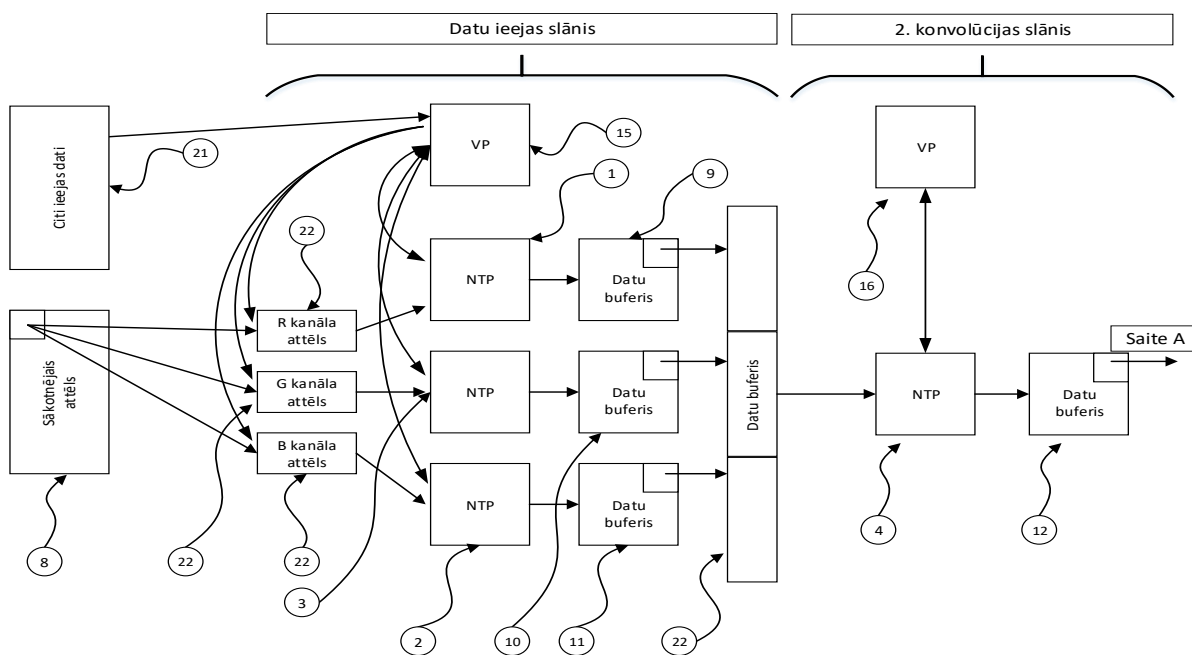 Datu ieejas slānis
2. konvolūcijas slānis
Citi ieejas dati
21
VP
15
VP
1
9
22
NTP
Datu
buferis
16
Sākotnējais
attēls
R kanāla
attēls
G kanāla
attēls
B kanāla
attēls
NTP
Datu
buferis
Datu buferis
NTP
Datu
buferis
Saite A
NTP
Datu
buferis
8
22
22
3
2
10
11
22
4
12